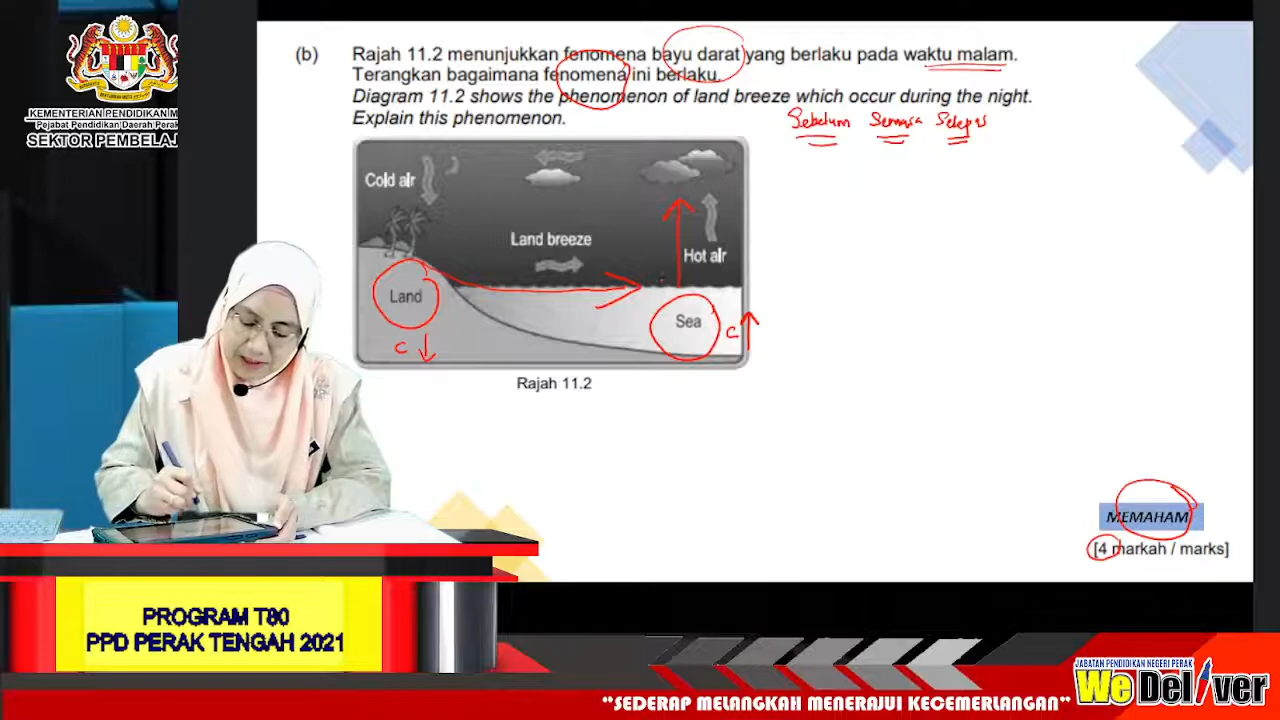 KEMENTERIAN PENDIDIKAN M
Pejabat Pendidikan Daerah Perak
SEKTOR PEMBELAJ
(b) Rajah 11.2 menunjukkan fenomena bayu darat yang berlaku pada waktu malam.
Terangkan bagaimana fenomena ini berlaku.
Diagram 11.2 shows the phenomenon of land breeze which occur during the night.
Explain this phenomenon.
Sebelum Semasa Selepas
Cold air
Land breeze
Hot air
Land
Sea
C
C
Rajah 11.2
MEMAHAM
[4 markah / marks]
PROGRAM T80
PPD PERAK TENGAH 2021
"SEDERAP MELANGKAH MENERAJUI KECEMERLANGAN"
JABATAN PENDIDIKAN NEGERI PERAK
We Deliver